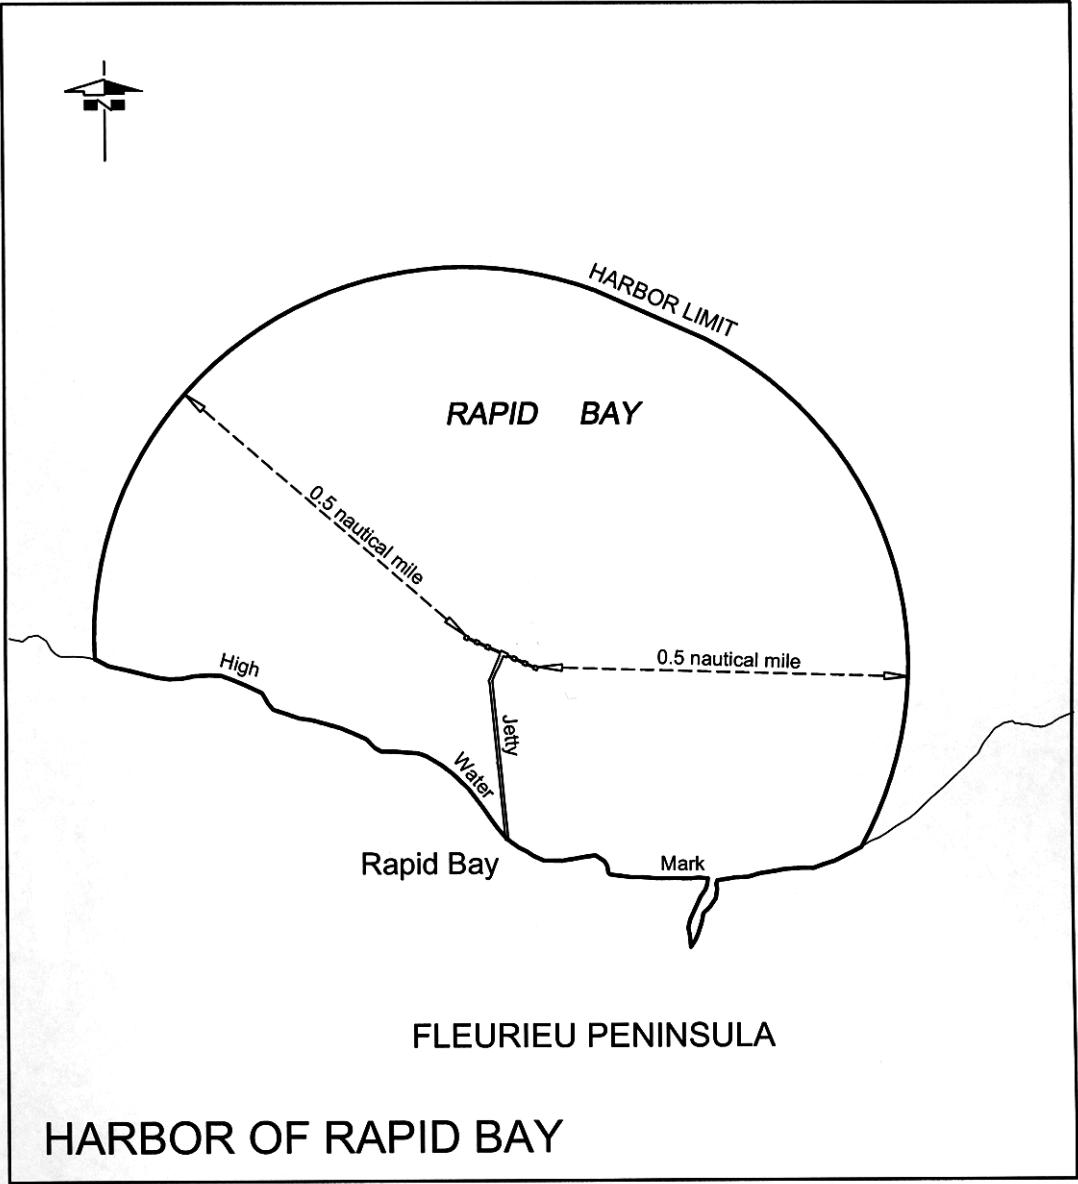 N
HARBOR LIMIT
RAPID BAY
0.5 nautical mile
0.5 nautical mile
High
Jetty
Water
Rapid Bay
Mark
FLEURIEU PENINSULA
HARBOR OF RAPID BAY